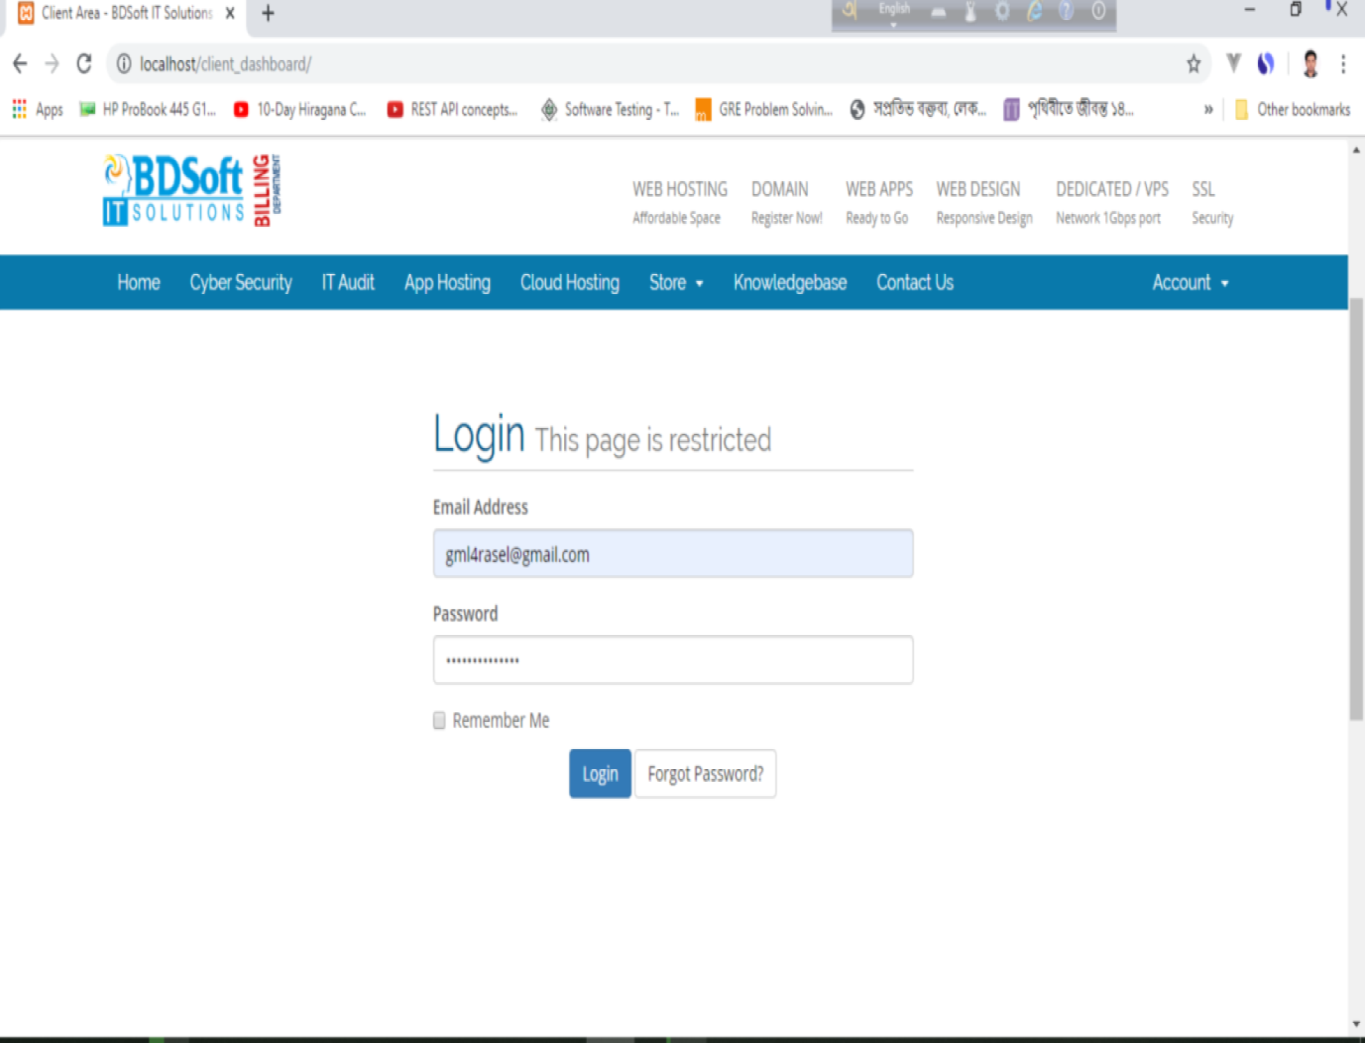 Client Area - BDSoft IT Solutions
English
localhost/client_dashboard/
Apps HP ProBook 445 G1... 10-Day Hiragana C... REST API concepts... Software Testing - T... GRE Problem Solvin... সপ্রতিভ বক্তব্য, লেক... পৃথিবীতে জীবন্ত ১৪... » Other bookmarks
BDSoft
IT SOLUTIONS
BILLING
DEPARTMENT
WEB HOSTING DOMAIN WEB APPS WEB DESIGN DEDICATED / VPS SSL
Affordable Space Register Now! Ready to Go Responsive Design Network 1Gbps port Security
Home Cyber Security IT Audit App Hosting Cloud Hosting Store Knowledgebase Contact Us Account
Login This page is restricted
Email Address
gml4rasel@gmail.com
Password
••••••••••••••
Remember Me
Login Forgot Password?